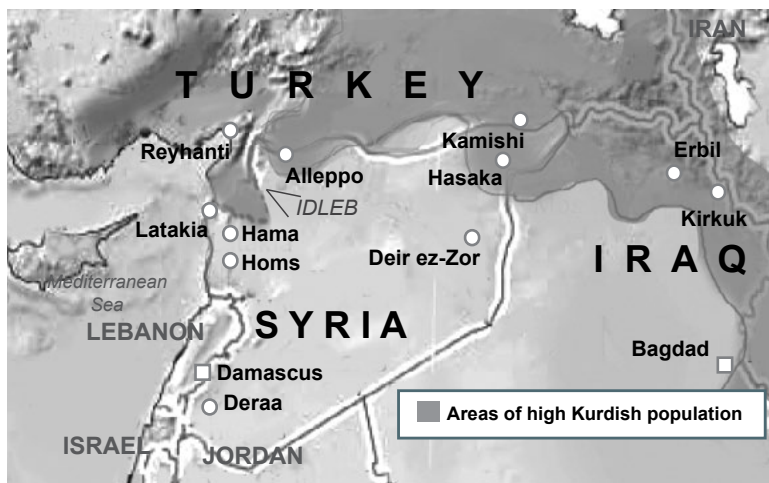 IRAN
TURKEY
Reyhanti
Kamishi
Alleppo
Hasaka
Erbil
IDLEB
Kirkuk
Latakia
Hama
Homs
Deir ez-Zor
IRAQ
Mediterranean
Sea
LEBANON
SYRIA
Bagdad
Damascus
Deraa
Areas of high Kurdish population
ISRAEL
JORDAN